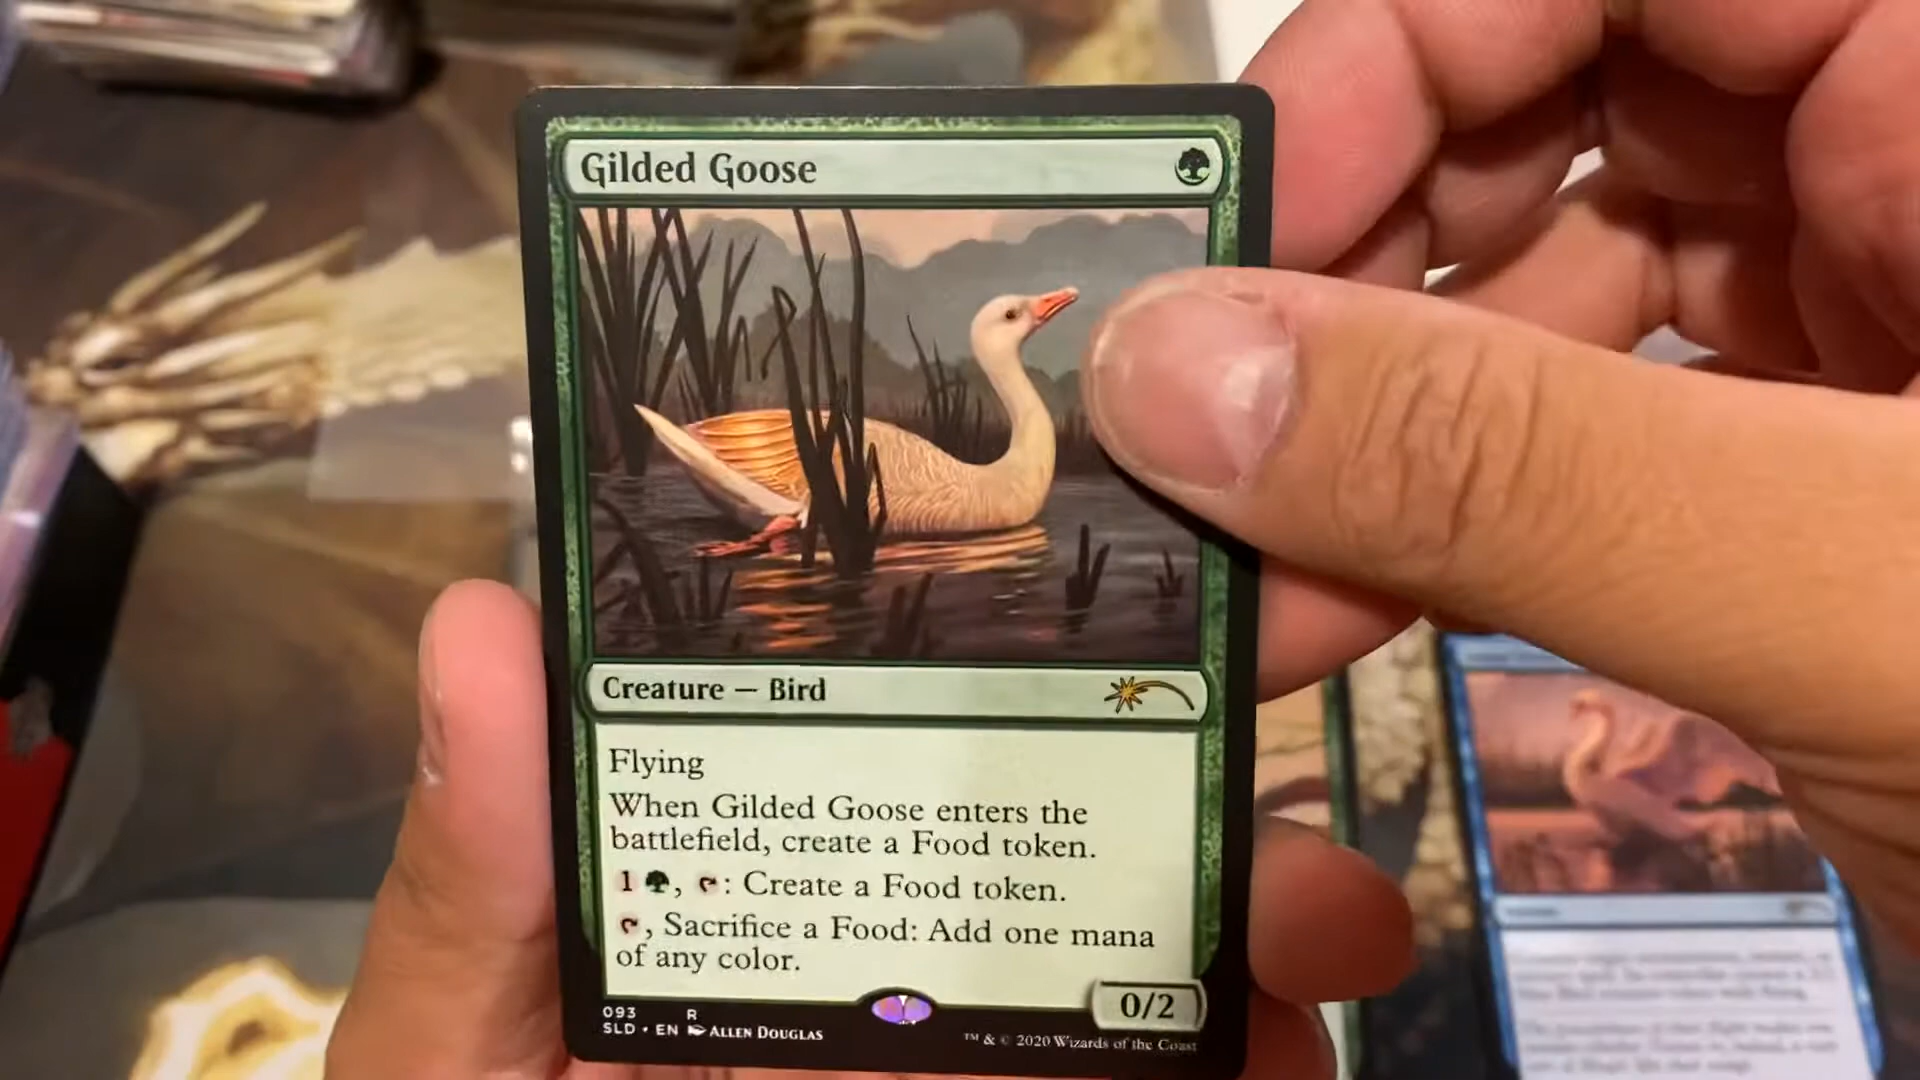 Gilded Goose
Creature — Bird
Flying
When Gilded Goose enters the
battlefield, create a Food token.
1 , : Create a Food token.
, Sacrifice a Food: Add one mana
of any color.
0/2
093 R
SLD • EN ALLEN DOUGLAS
™ & © 2020 Wizards of the Coast